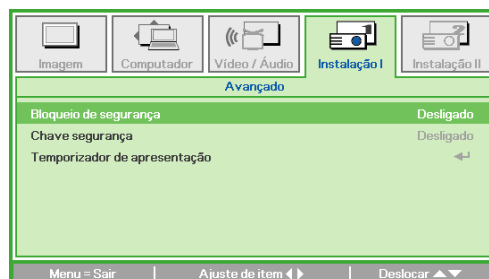 Imagem Computador Vídeo / Áudio Instalação I Instalação II
Avançado
Bloqueio de segurança Desligado
Chave segurança Desligado
Temporizador de apresentação
Menu = Sair Ajuste de item Deslocar